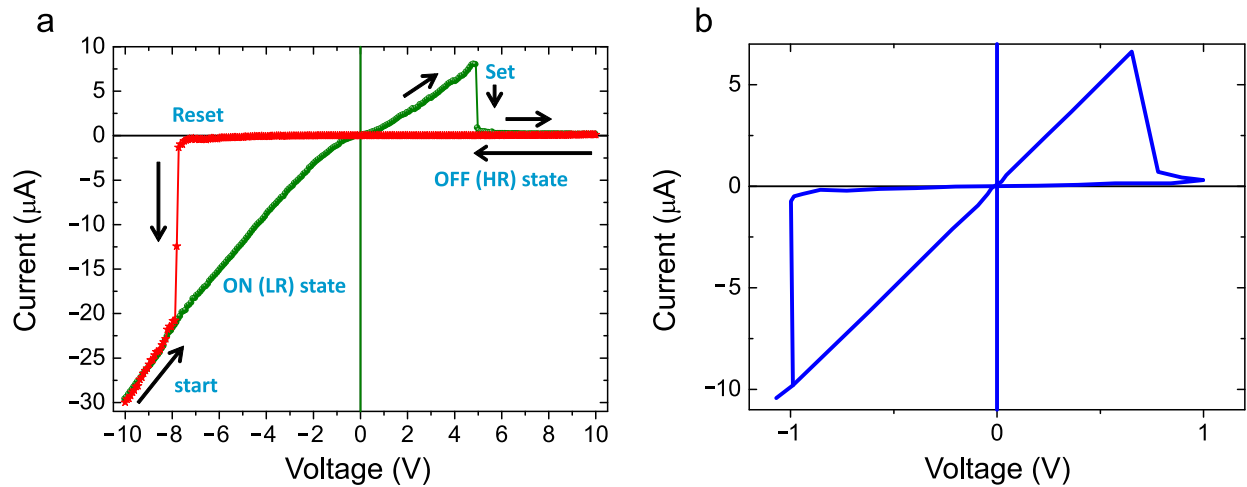 a
10
5
0
−5
−10
−15
−20
−25
−30
Current (μA)
Reset
Set
OFF (HR) state
ON (LR) state
start
−10 −8 −6 −4 −2 0 2 4 6 8 10
Voltage (V)
b
5
0
−5
−10
Current (μA)
−1 0 1
Voltage (V)